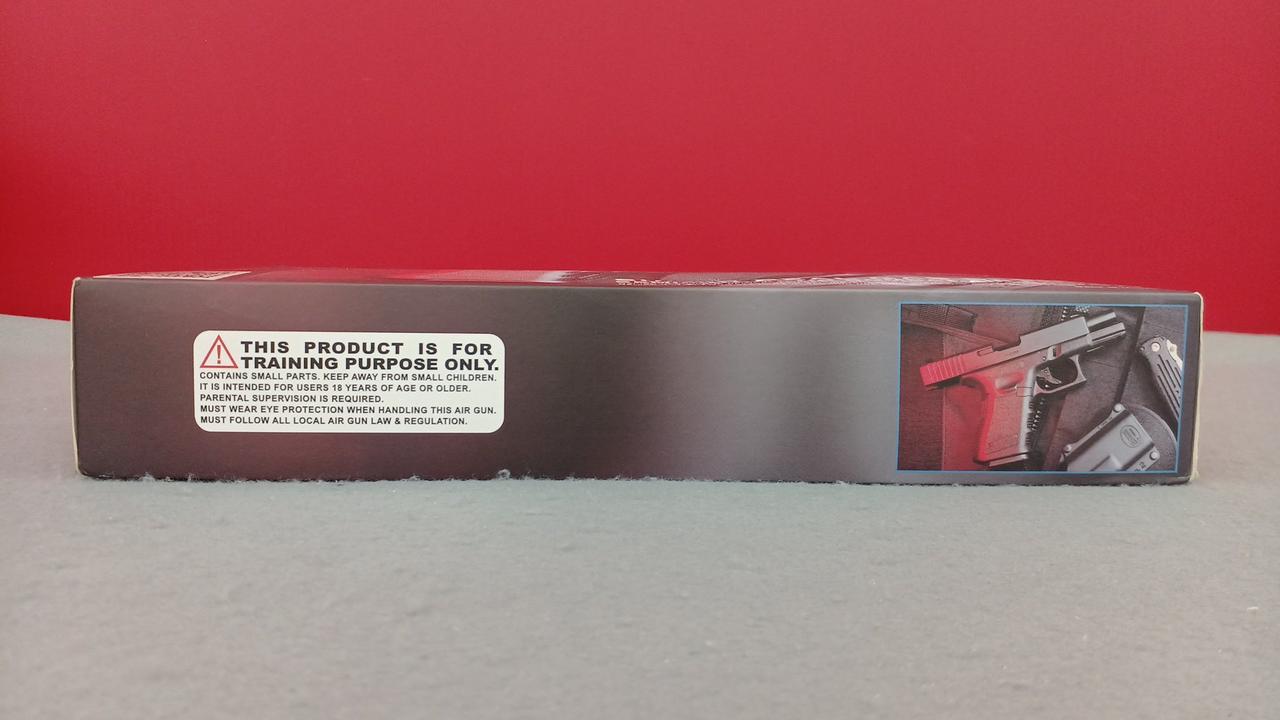 THIS PRODUCT IS FOR
TRAINING PURPOSE ONLY.
CONTAINS SMALL PARTS. KEEP AWAY FROM SMALL CHILDREN.
IT IS INTENDED FOR USERS 18 YEARS OF AGE OR OLDER.
PARENTAL SUPERVISION IS REQUIRED.
MUST WEAR EYE PROTECTION WHEN HANDLING THIS AIR GUN.
MUST FOLLOW ALL LOCAL AIR GUN LAW & REGULATION.